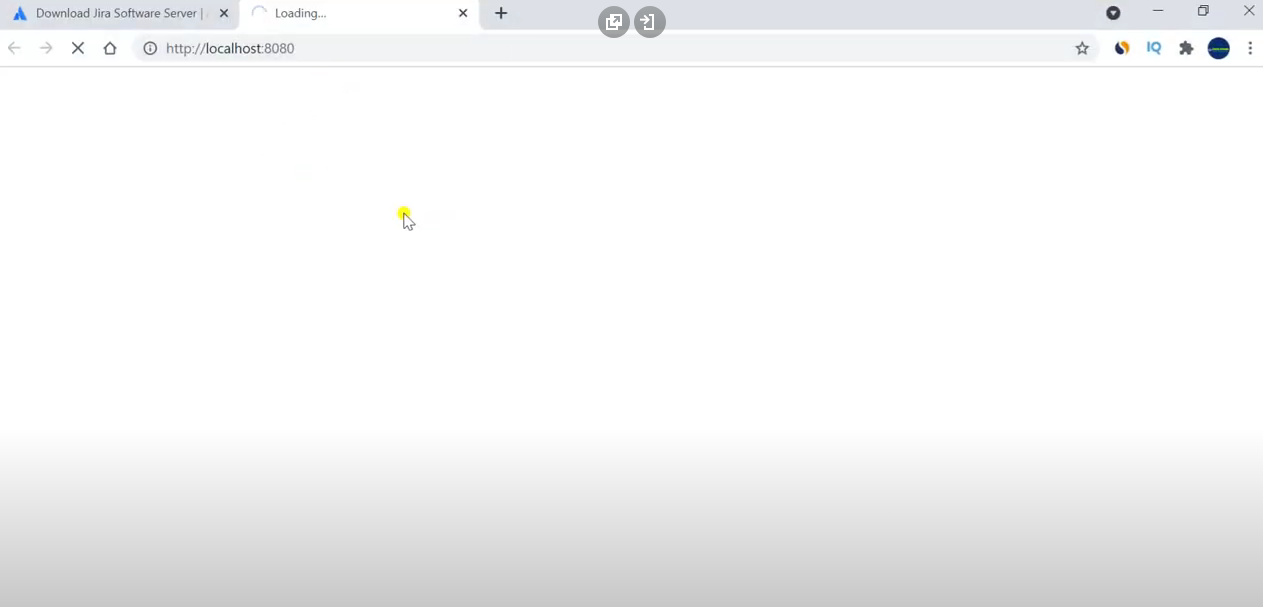 Download Jira Software Server |
Loading...
http://localhost:8080
IQ